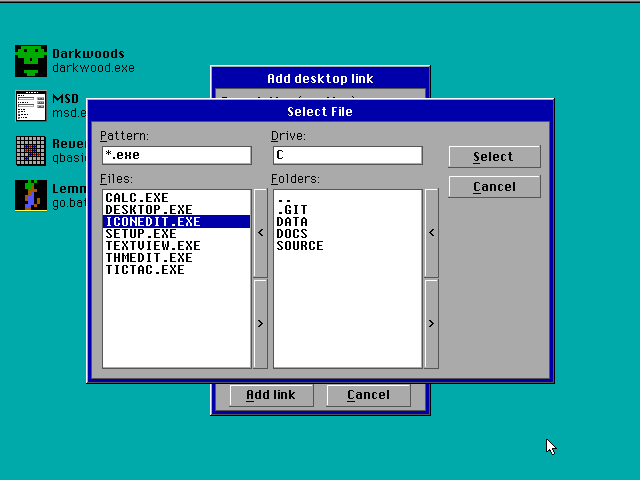 Darkwoods
darkwood.exe
MSD
msd.e
Reve
qbasi
Lemm
go.bat
Add desktop link
Select File
Pattern:
*.exe
Drive:
C
Files:
CALC.EXE
DESKTOP.EXE
ICONEDIT.EXE
SETUP.EXE
TEXTVIEW.EXE
THMEDIT.EXE
TICTAC.EXE
<
>
Folders:
..
.GIT
DATA
DOCS
SOURCE
<
>
Select
Cancel
Add link
Cancel